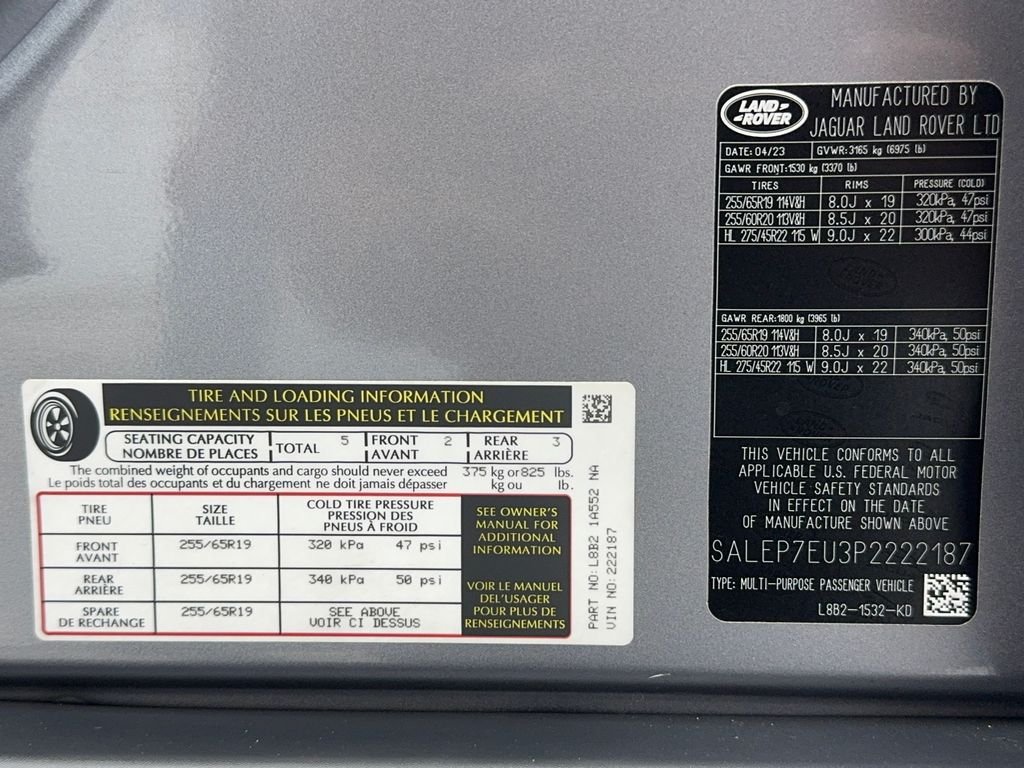 TIRE AND LOADING INFORMATION
RENSEIGNEMENTS SUR LES PNEUS ET LE CHARGEMENT
SEATING CAPACITY
NOMBRE DE PLACES
TOTAL 5
FRONT 2
AVANT
REAR 3
ARRIÈRE
The combined weight of occupants and cargo should never exceed 375 kg or 825 lbs.
Le poids total des occupants et du chargement ne doit jamais dépasser kg ou lb.
TIRE
PNEU
SIZE
TAILLE
COLD TIRE PRESSURE
PRESSION DES
PNEUS À FROID
FRONT
AVANT
255/65R19
320 kPa 47 psi
REAR
ARRIÈRE
255/65R19
340 kPa 50 psi
SPARE
DE RECHANGE
255/65R19
SEE ABOVE
VOIR CI DESSUS
SEE OWNER'S
MANUAL FOR
ADDITIONAL
INFORMATION
VOIR LE MANUEL
DEL'USAGER
POUR PLUS DE
RENSEIGNEMENTS
PART NO: L8B2 1A552 NA
VIN NO: 222187
LAND-
-ROVER
MANUFACTURED BY
JAGUAR LAND ROVER LTD
DATE: 04/23 GVWR:3165 kg (6975 lb)
GAWR FRONT:1530 kg (3370 lb)
TIRES RIMS PRESSURE (COLD)
255/65R19 114V&H 8.0J x 19 320kPa, 47psi
255/60R20 113V&H 8.5J x 20 320kPa, 47psi
HL 275/45R22 115 W 9.0J x 22 300kPa, 44psi
GAWR REAR:1800 kg (3965 lb)
255/65R19 114V&H 8.0J x 19 340kPa, 50psi
255/60R20 113V&H 8.5J x 20 340kPa, 50psi
HL 275/45R22 115 W 9.0J x 22 340kPa, 50psi
THIS VEHICLE CONFORMS TO ALL
APPLICABLE U.S. FEDERAL MOTOR
VEHICLE SAFETY STANDARDS
IN EFFECT ON THE DATE
OF MANUFACTURE SHOWN ABOVE
SALEP7EU3P2222187
TYPE: MULTI-PURPOSE PASSENGER VEHICLE
L8B2-1532-KD